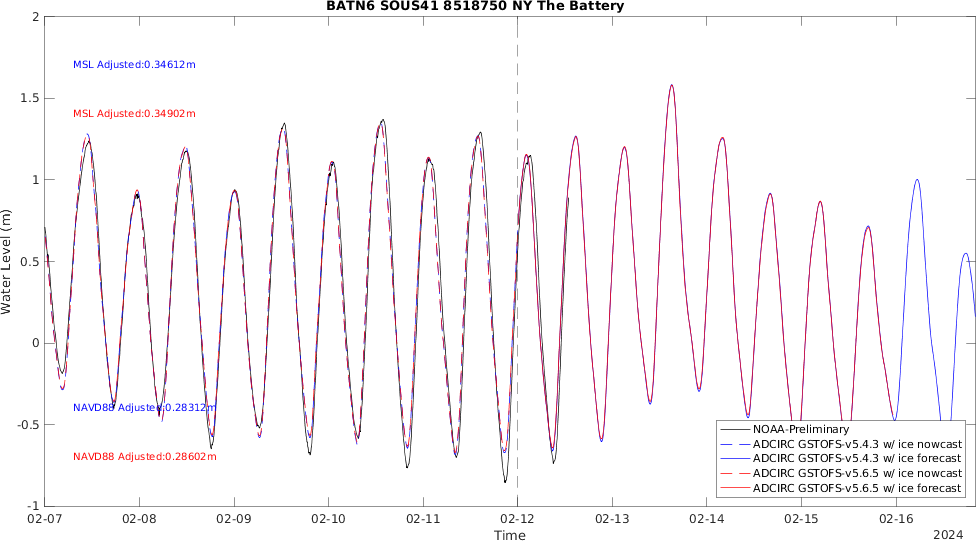 BATN6 SOUS41 8518750 NY The Battery
2
1.5
1
0.5
0
-0.5
-1
Water Level (m)
MSL Adjusted:0.34612m
MSL Adjusted:0.34902m
NAVD88 Adjusted:0.28312m
NAVD88 Adjusted:0.28602m
NOAA-Preliminary
ADCIRC GSTOFS-v5.4.3 w/ ice nowcast
ADCIRC GSTOFS-v5.4.3 w/ ice forecast
ADCIRC GSTOFS-v5.6.5 w/ ice nowcast
ADCIRC GSTOFS-v5.6.5 w/ ice forecast
02-07 02-08 02-09 02-10 02-11 02-12 02-13 02-14 02-15 02-16
Time
2024